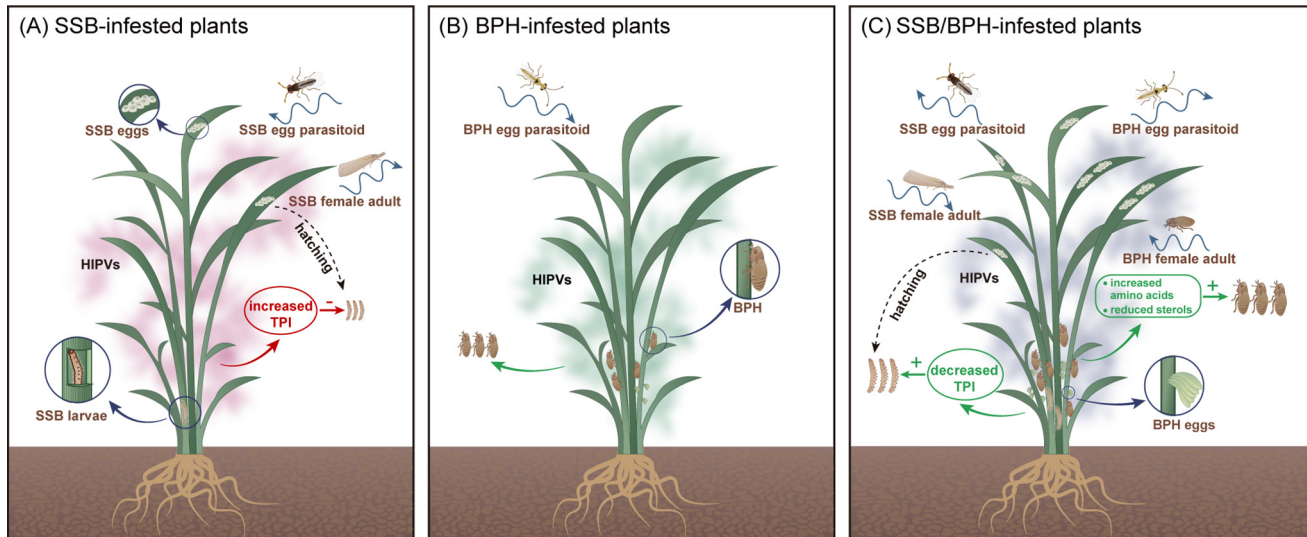 (A) SSB-infested plants
SSB eggs
SSB egg parasitoid
SSB female adult
hatching
HIPVs
increased
TPI
–
SSB larvae
(B) BPH-infested plants
BPH egg parasitoid
HIPVs
BPH
(C) SSB/BPH-infested plants
SSB egg parasitoid
BPH egg parasitoid
SSB female adult
BPH female adult
hatching
HIPVs
• increased
amino acids
• reduced sterols
+
+
decreased
TPI
BPH eggs